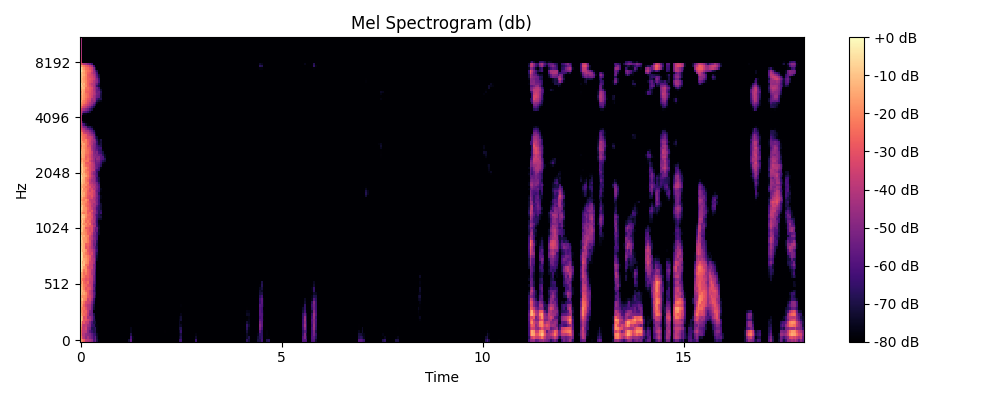 Mel Spectrogram (db)
8192
4096
2048
1024
512
0
Hz
0
5
10
15
Time
+0 dB
-10 dB
-20 dB
-30 dB
-40 dB
-50 dB
-60 dB
-70 dB
-80 dB